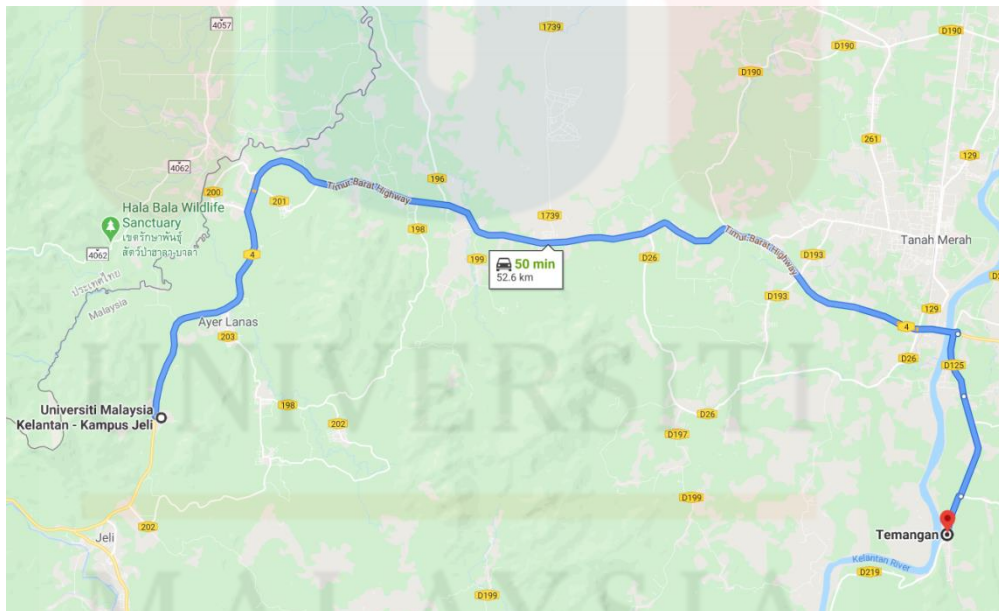 4057
1739
D190
D190
D190
261
129
4062
200
201
Timur Barat Highway
196
Hala Bala Wildlife
Sanctuary
เขตรักษาพันธุ์
สัตว์ป่าฮาลา-บาลา
4062
ประเทศไทย
Malaysia
4
198
199
1739
50 min
52.6 km
D26
Timur Barat Highway
D193
D193
Tanah Merah
Ayer Lanas
203
129
4
D26
D125
Universiti Malaysia
Kelantan - Kampus Jeli
198
202
D26
D197
UNIVERSITI
D199
202
Jeli
Temangan
Kelantan River
D219
D199
MALAYSIA